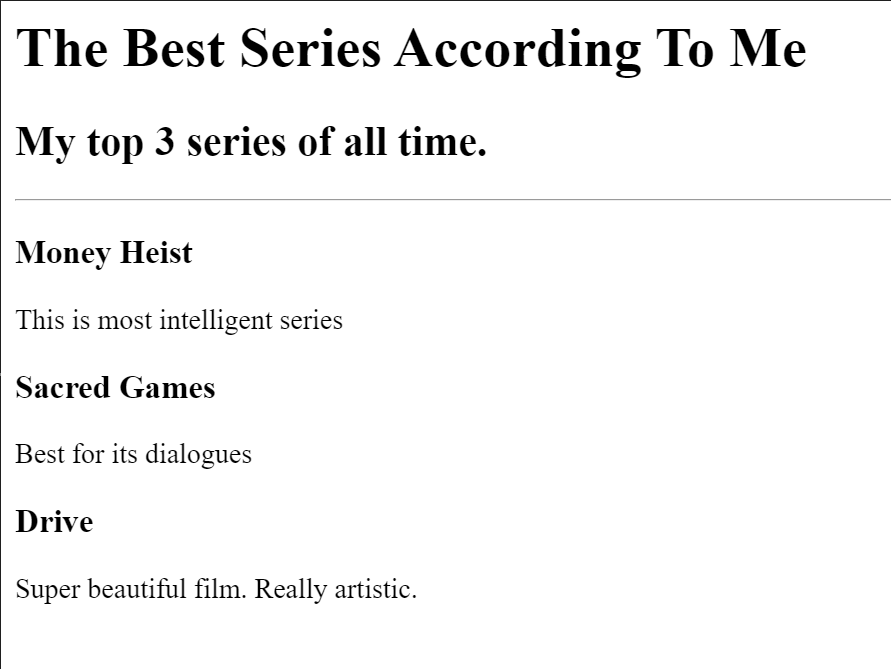 The Best Series According To Me
My top 3 series of all time.
Money Heist
This is most intelligent series
Sacred Games
Best for its dialogues
Drive
Super beautiful film. Really artistic.